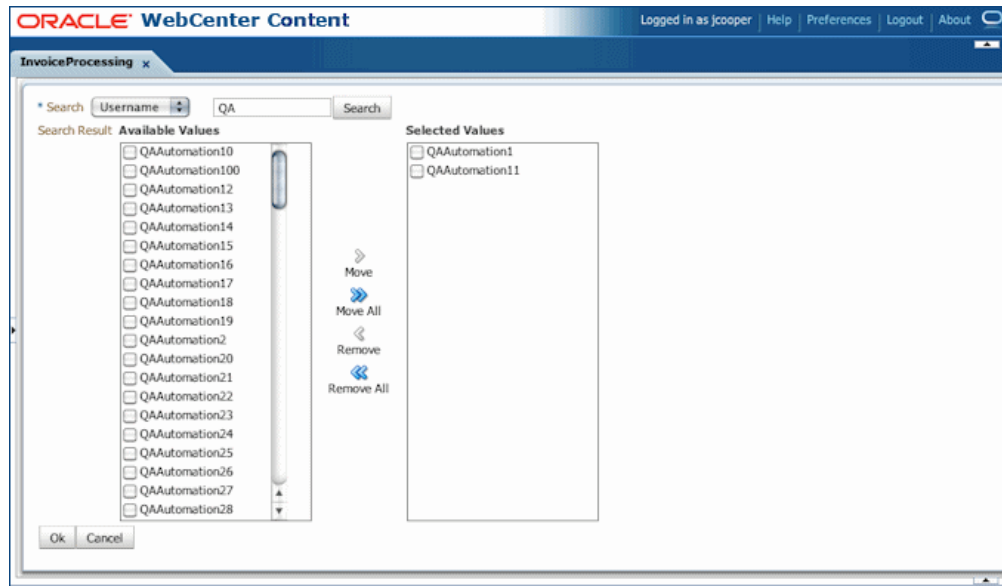 ORACLE WebCenter Content
Logged in as jcooper | Help | Preferences | Logout | About
InvoiceProcessing x
* Search Username QA Search
Search Result Available Values Selected Values
QAAutomation10
QAAutomation100
QAAutomation12
QAAutomation13
QAAutomation14
QAAutomation15
QAAutomation16
QAAutomation17
QAAutomation18
QAAutomation19
QAAutomation2
QAAutomation20
QAAutomation21
QAAutomation22
QAAutomation23
QAAutomation24
QAAutomation25
QAAutomation26
QAAutomation27
QAAutomation28
Move
Move All
Remove
Remove All
QAAutomation1
QAAutomation11
Ok Cancel